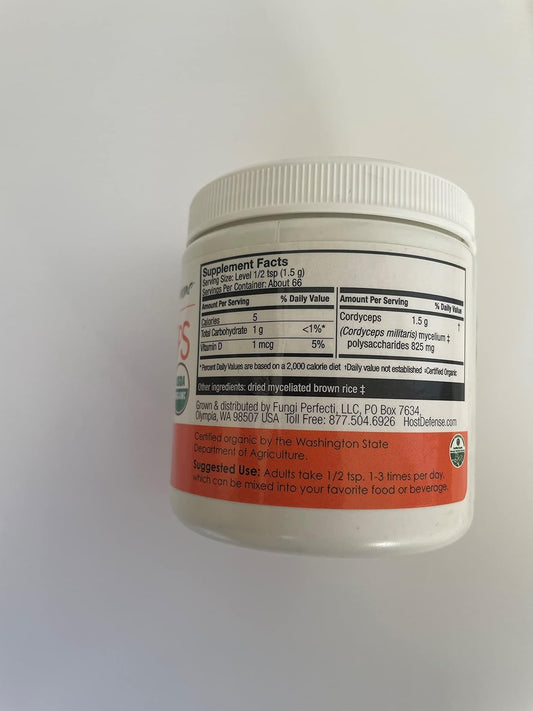 Supplement Facts
Serving Size: Level 1/2 tsp (1.5 g)
Servings Per Container: About 66
Amount Per Serving % Daily Value
Calories 5
Total Carbohydrate 1 g <1%*
Vitamin D 1 mcg 5%
Amount Per Serving % Daily Value
Cordyceps 1.5 g †
(Cordyceps militaris) mycelium ‡
polysaccharides 825 mg
*Percent Daily Values are based on a 2,000 calorie diet †Daily value not established ‡Certified Organic
Other ingredients: dried myceliated brown rice ‡
Grown & distributed by Fungi Perfecti, LLC, PO Box 7634,
Olympia, WA 98507 USA Toll Free: 877.504.6926 HostDefense.com
Certified organic by the Washington State
Department of Agriculture.
Suggested Use: Adults take 1/2 tsp, 1-3 times per day,
which can be mixed into your favorite food or beverage.